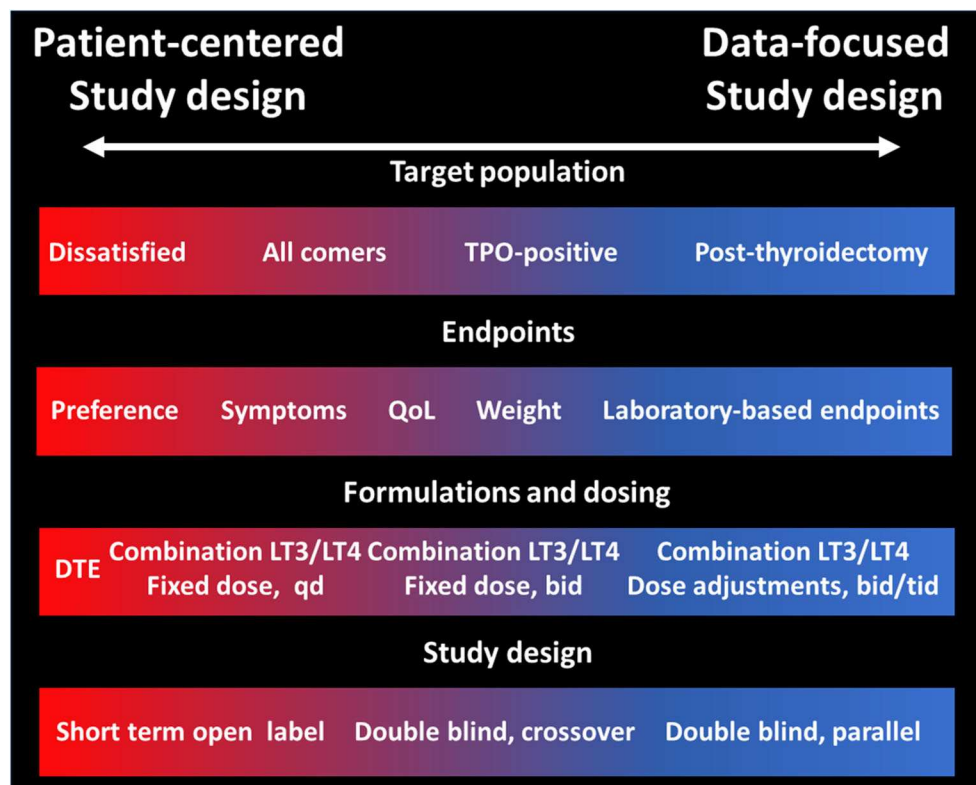 Patient-centered Data-focused
Study design Study design
Target population
Dissatisfied All comers TPO-positive Post-thyroidectomy
Endpoints
Preference Symptoms QoL Weight Laboratory-based endpoints
Formulations and dosing
DTE Combination LT3/LT4 Combination LT3/LT4 Combination LT3/LT4
Fixed dose, qd Fixed dose, bid Dose adjustments, bid/tid
Study design
Short term open label Double blind, crossover Double blind, parallel